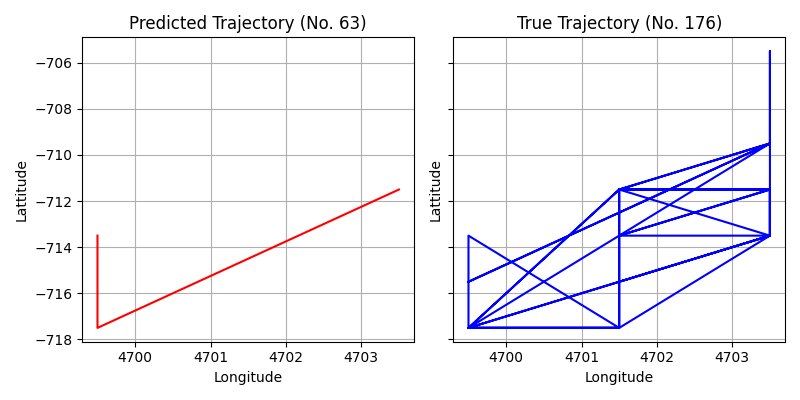 Predicted Trajectory (No. 63)
True Trajectory (No. 176)
Lattitude
−706
−708
−710
−712
−714
−716
−718
4700
4701
4702
4703
Longitude
Lattitude
4700
4701
4702
4703
Longitude